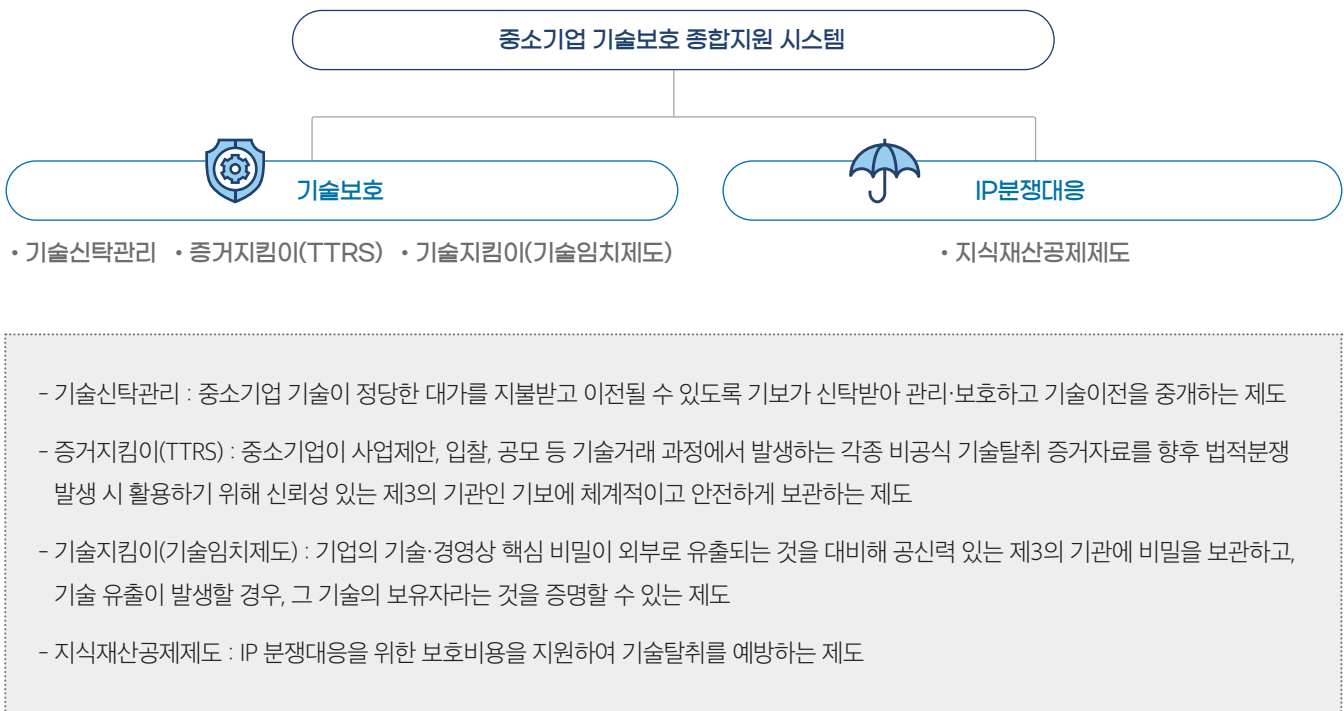 중소기업 기술보호 종합지원 시스템
기술보호
IP분쟁대응
• 기술신탁관리 • 증거지킴이(TTRS) • 기술지킴이(기술임치제도)
• 지식재산공제제도
- 기술신탁관리 : 중소기업 기술이 정당한 대가를 지불받고 이전될 수 있도록 기보가 신탁받아 관리·보호하고 기술이전을 중개하는 제도
- 증거지킴이(TTRS) : 중소기업이 사업제안, 입찰, 공모 등 기술거래 과정에서 발생하는 각종 비공식 기술탈취 증거자료를 향후 법적분쟁
발생 시 활용하기 위해 신뢰성 있는 제3의 기관인 기보에 체계적이고 안전하게 보관하는 제도
- 기술지킴이(기술임치제도) : 기업의 기술·경영상 핵심 비밀이 외부로 유출되는 것을 대비해 공신력 있는 제3의 기관에 비밀을 보관하고,
기술 유출이 발생할 경우, 그 기술의 보유자라는 것을 증명할 수 있는 제도
- 지식재산공제제도 : IP 분쟁대응을 위한 보호비용을 지원하여 기술탈취를 예방하는 제도